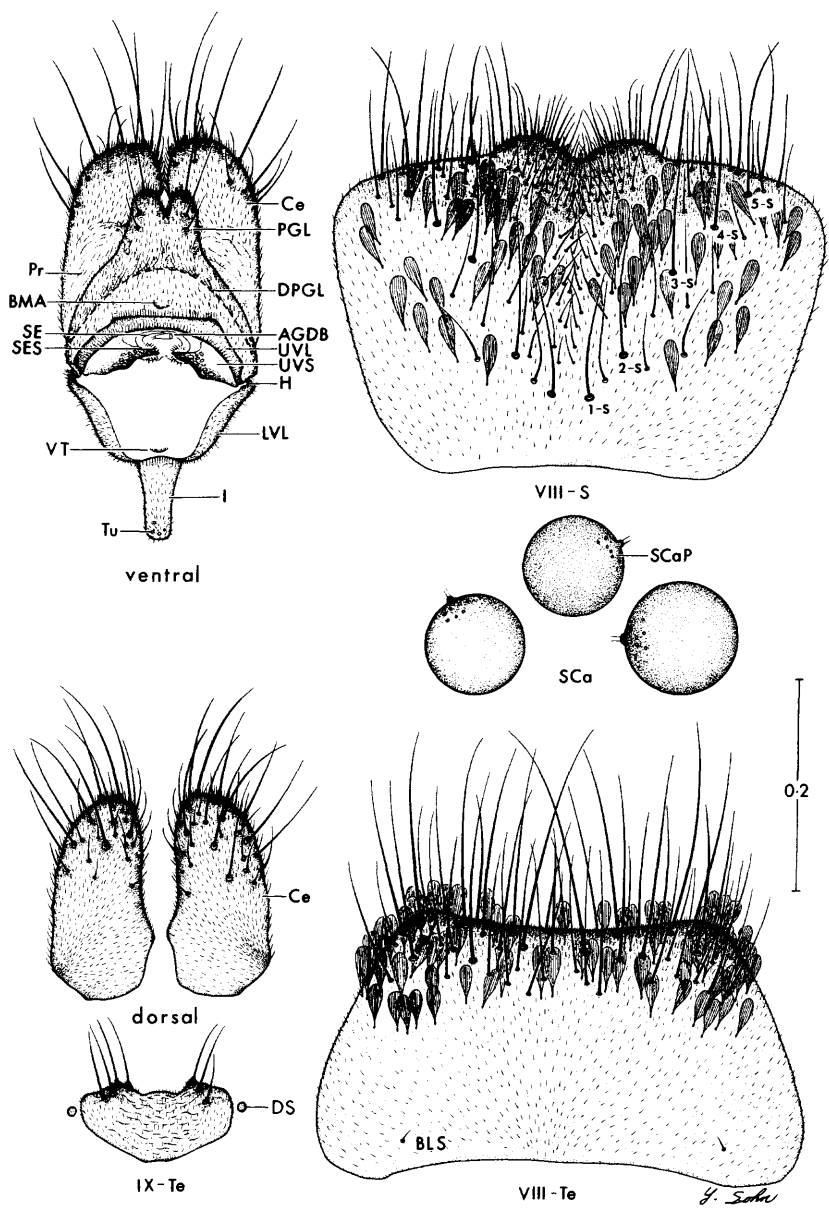 Ce
PGL
Pr
DPGL
BMA
SE
AGDB
SES
UVL
UVS
H
LVL
VT
I
Tu
ventral
5-S
4-S
3-S
2-S
1-S
VIII-S
SCaP
SCa
0·2
Ce
dorsal
DS
IX-Te
BLS
VIII-Te
Y. Sohn